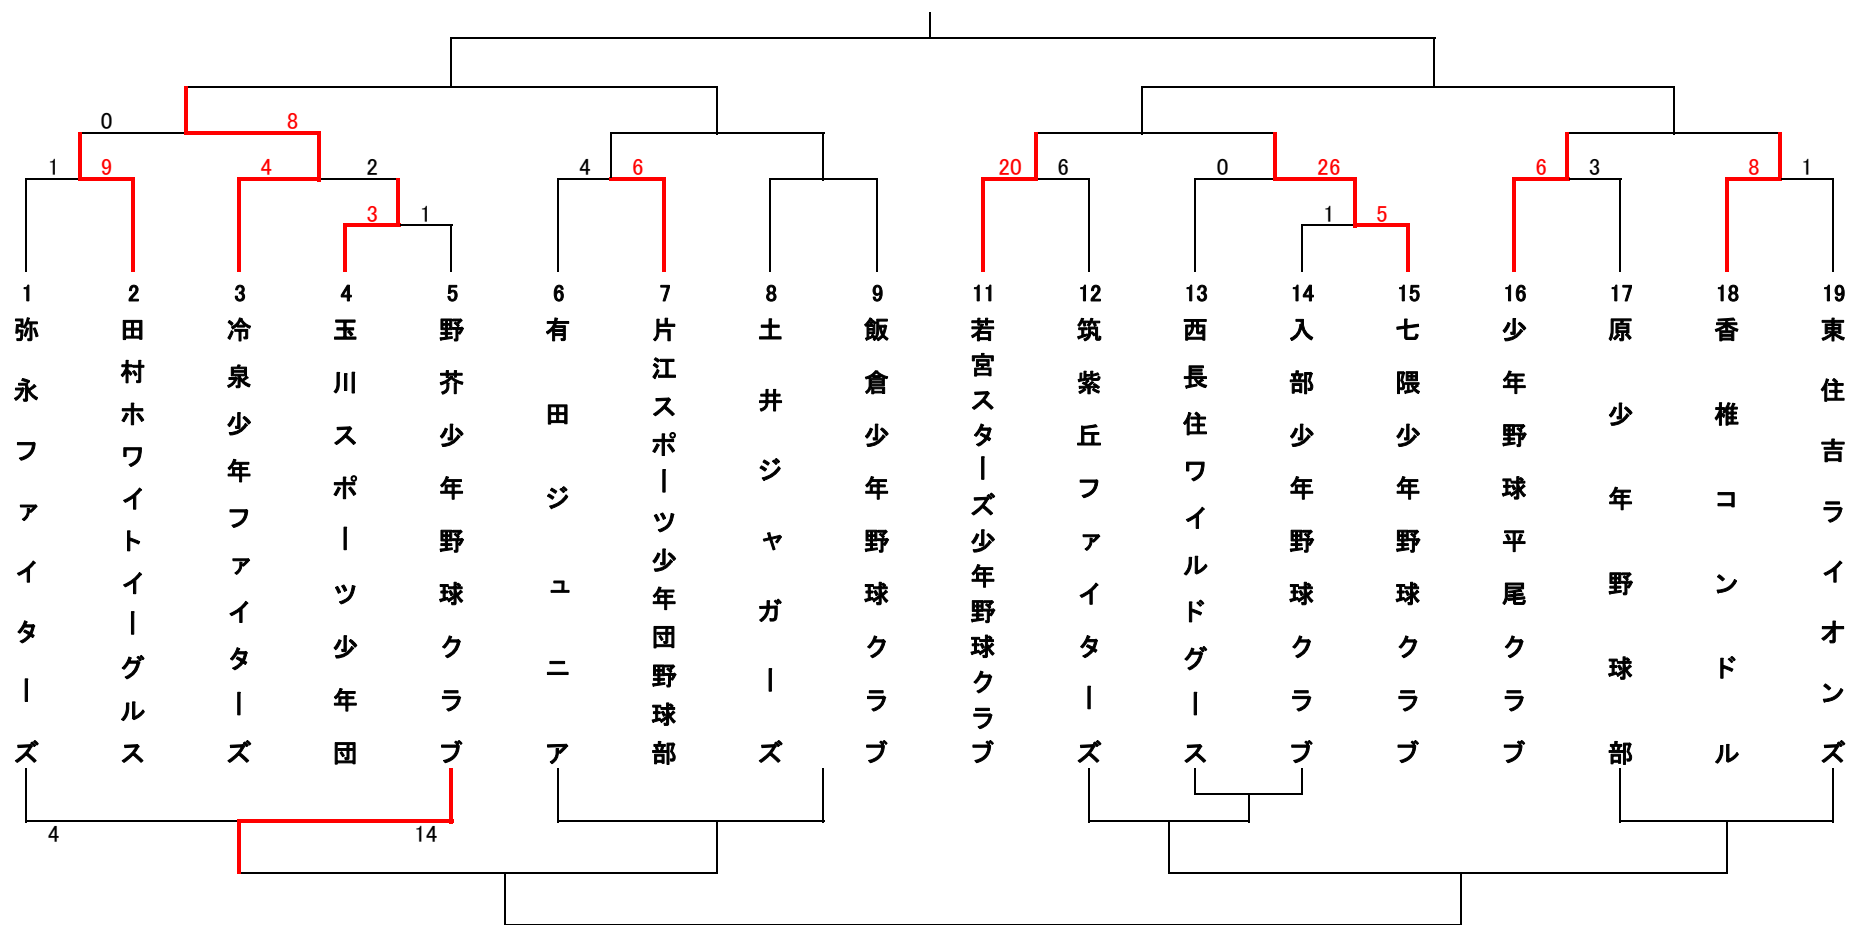 0 8
1 9 4 2 4 6 20 6 0 26 6 3 8 1
3 1 1 5
1 2 3 4 5 6 7 8 9 11 12 13 14 15 16 17 18 19
弥永ファイターズ
田村ホワイトイーグルス
冷泉少年ファイターズ
玉川スポーツ少年団
野芥少年野球クラブ
有田ジュニア
片江スポーツ少年団野球部
土井ジャガーズ
飯倉少年野球クラブ
若宮スターズ少年野球クラブ
筑紫丘ファイターズ
西長住ワイルドグース
入部少年野球クラブ
七隈少年野球クラブ
少年野球平尾クラブ
原少年野球部
香椎コンドル
東住吉ライオンズ
4 14